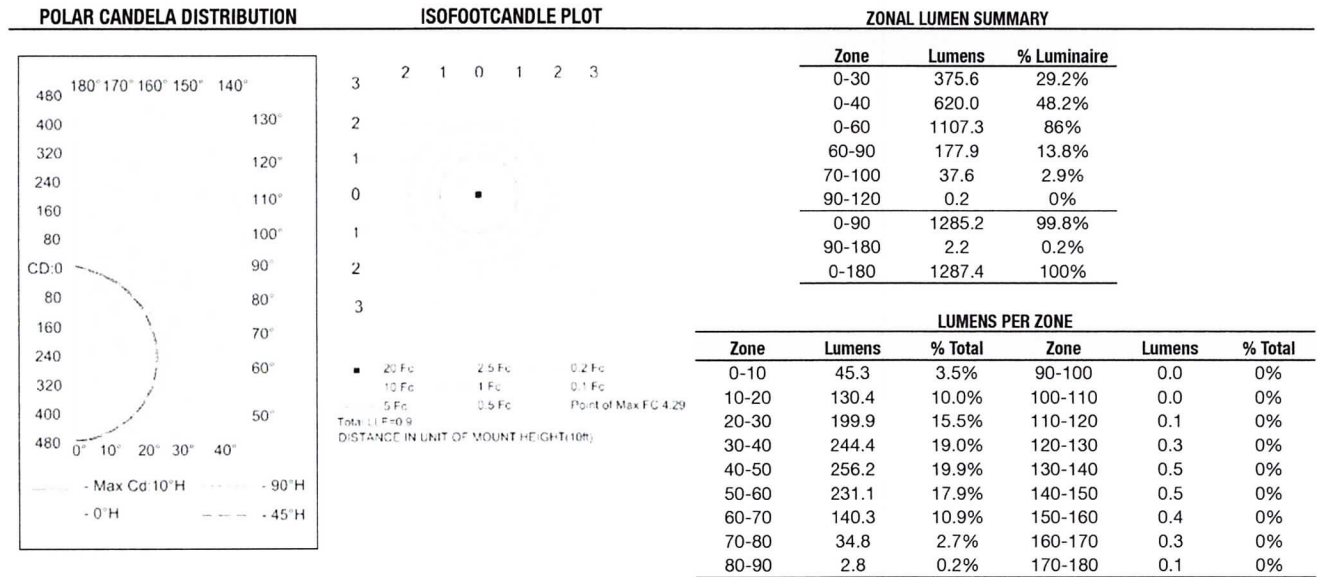 POLAR CANDELA DISTRIBUTION
180° 170° 160° 150° 140°
480
400 130°
320 120°
240 110°
160 100°
80
CD:0 90°
80 80°
160 70°
240 60°
320
400 50°
480 0° 10° 20° 30° 40°
- Max Cd:10°H - 90°H
- 0°H - 45°H
ISOFOOTCANDLE PLOT
3 2 1 0 1 2 3
2
1
0
1
2
3
20 Fc 2.5 Fc 0.2 Fc
10 Fc 1 Fc 0.1 Fc
5 Fc 0.5 Fc Point of Max FC 4.29
Total LLF=0.9
DISTANCE IN UNIT OF MOUNT HEIGHT(10ft)
ZONAL LUMEN SUMMARY
Zone Lumens % Luminaire
0-30 375.6 29.2%
0-40 620.0 48.2%
0-60 1107.3 86%
60-90 177.9 13.8%
70-100 37.6 2.9%
90-120 0.2 0%
0-90 1285.2 99.8%
90-180 2.2 0.2%
0-180 1287.4 100%
LUMENS PER ZONE
Zone Lumens % Total Zone Lumens % Total
0-10 45.3 3.5% 90-100 0.0 0%
10-20 130.4 10.0% 100-110 0.0 0%
20-30 199.9 15.5% 110-120 0.1 0%
30-40 244.4 19.0% 120-130 0.3 0%
40-50 256.2 19.9% 130-140 0.5 0%
50-60 231.1 17.9% 140-150 0.5 0%
60-70 140.3 10.9% 150-160 0.4 0%
70-80 34.8 2.7% 160-170 0.3 0%
80-90 2.8 0.2% 170-180 0.1 0%